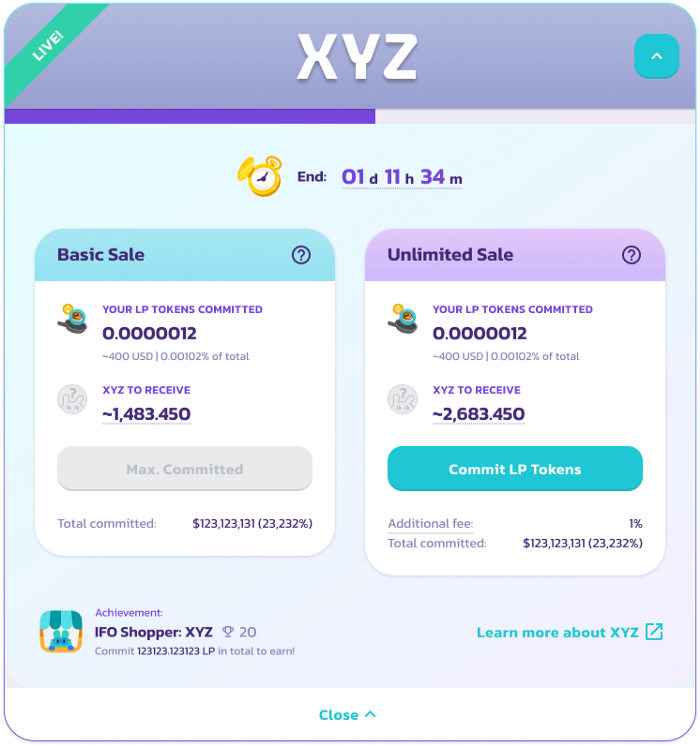 LIVE!
XYZ
End: 01 d 11 h 34 m
Basic Sale
YOUR LP TOKENS COMMITTED
0.0000012
~400 USD | 0.00102% of total
XYZ TO RECEIVE
~1,483.450
Max. Committed
Total committed: $123,123,131 (23,232%)
Unlimited Sale
YOUR LP TOKENS COMMITTED
0.0000012
~400 USD | 0.00102% of total
XYZ TO RECEIVE
~2,683.450
Commit LP Tokens
Additional fee: 1%
Total committed: $123,123,131 (23,232%)
Achievement:
IFO Shopper: XYZ 20
Commit 123123.123123 LP in total to earn!
Learn more about XYZ
Close